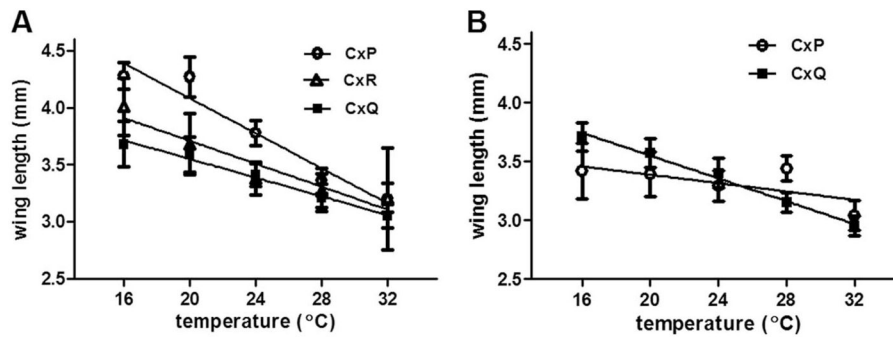 A
CxP
CxR
CxQ
wing length (mm)
4.5
4.0
3.5
3.0
2.5
16 20 24 28 32
temperature (°C)
B
CxP
CxQ
wing length (mm)
4.5
4.0
3.5
3.0
2.5
16 20 24 28 32
temperature (°C)